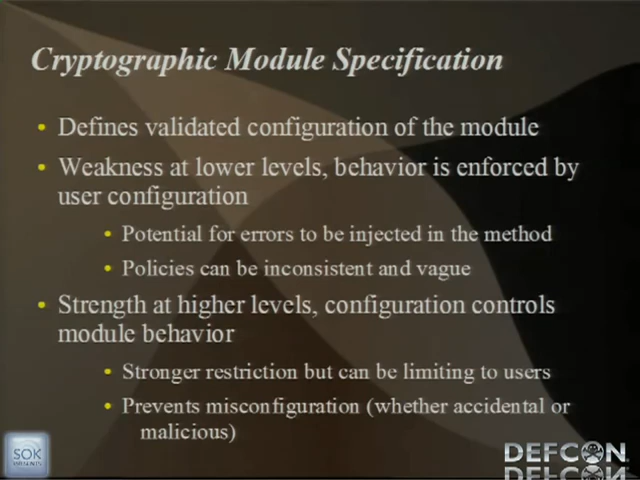 Cryptographic Module Specification
• Defines validated configuration of the module
• Weakness at lower levels, behavior is enforced by
user configuration
• Potential for errors to be injected in the method
• Policies can be inconsistent and vague
• Strength at higher levels, configuration controls
module behavior
• Stronger restriction but can be limiting to users
• Prevents misconfiguration (whether accidental or
malicious)
SOK
DEFCON